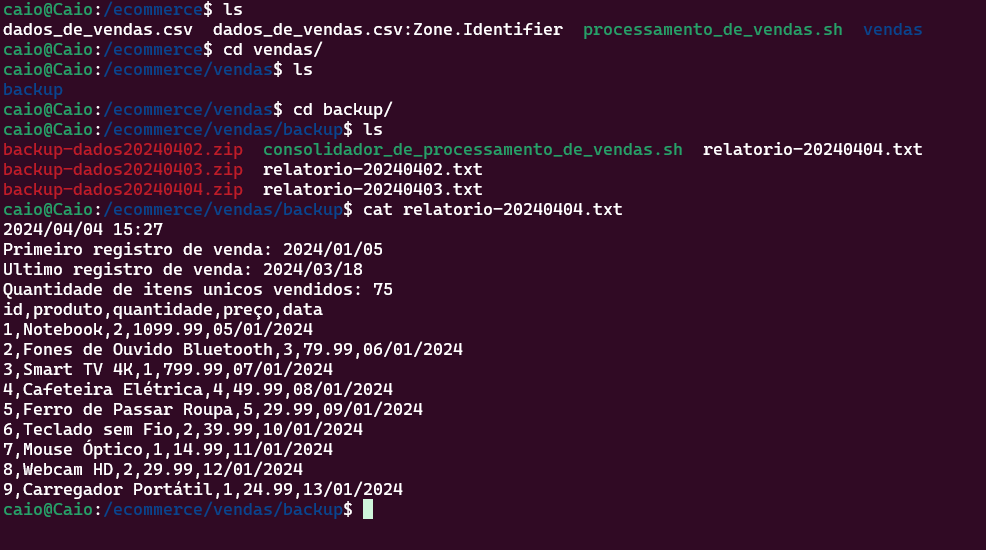 caio@Caio:/ecommerce$ ls
dados_de_vendas.csv  dados_de_vendas.csv:Zone.Identifier  processamento_de_vendas.sh  vendas
caio@Caio:/ecommerce$ cd vendas/
caio@Caio:/ecommerce/vendas$ ls
backup
caio@Caio:/ecommerce/vendas$ cd backup/
caio@Caio:/ecommerce/vendas/backup$ ls
backup-dados20240402.zip  consolidador_de_processamento_de_vendas.sh  relatorio-20240404.txt
backup-dados20240403.zip  relatorio-20240402.txt
backup-dados20240404.zip  relatorio-20240403.txt
caio@Caio:/ecommerce/vendas/backup$ cat relatorio-20240404.txt
2024/04/04 15:27
Primeiro registro de venda: 2024/01/05
Ultimo registro de venda: 2024/03/18
Quantidade de itens unicos vendidos: 75
id,produto,quantidade,preço,data
1,Notebook,2,1099.99,05/01/2024
2,Fones de Ouvido Bluetooth,3,79.99,06/01/2024
3,Smart TV 4K,1,799.99,07/01/2024
4,Cafeteira Elétrica,4,49.99,08/01/2024
5,Ferro de Passar Roupa,5,29.99,09/01/2024
6,Teclado sem Fio,2,39.99,10/01/2024
7,Mouse Óptico,1,14.99,11/01/2024
8,Webcam HD,2,29.99,12/01/2024
9,Carregador Portátil,1,24.99,13/01/2024
caio@Caio:/ecommerce/vendas/backup$